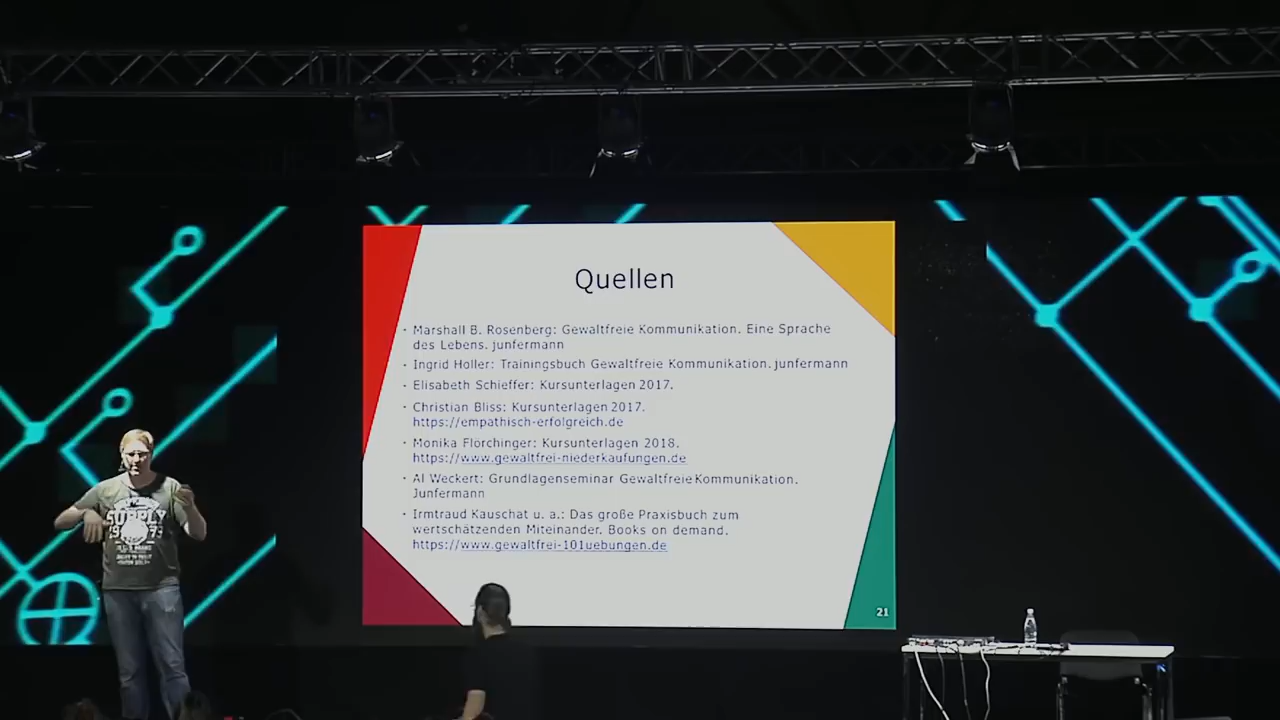 Quellen
Marshall B. Rosenberg: Gewaltfreie Kommunikation. Eine Sprache
des Lebens. junfermann
Ingrid Holler: Trainingsbuch Gewaltfreie Kommunikation. junfermann
Elisabeth Schieffer: Kursunterlagen 2017.
Christian Bliss: Kursunterlagen 2017.
https://empathisch-erfolgreich.de
Monika Flörchinger: Kursunterlagen 2018.
https://www.gewaltfrei-niederkaufungen.de
Al Weckert: Grundlagenseminar Gewaltfreie Kommunikation.
Junfermann
Irmtraud Kauschat u. a.: Das große Praxisbuch zum
wertschätzenden Miteinander. Books on demand.
https://www.gewaltfrei-101uebungen.de
21
SUPPLY
19 73